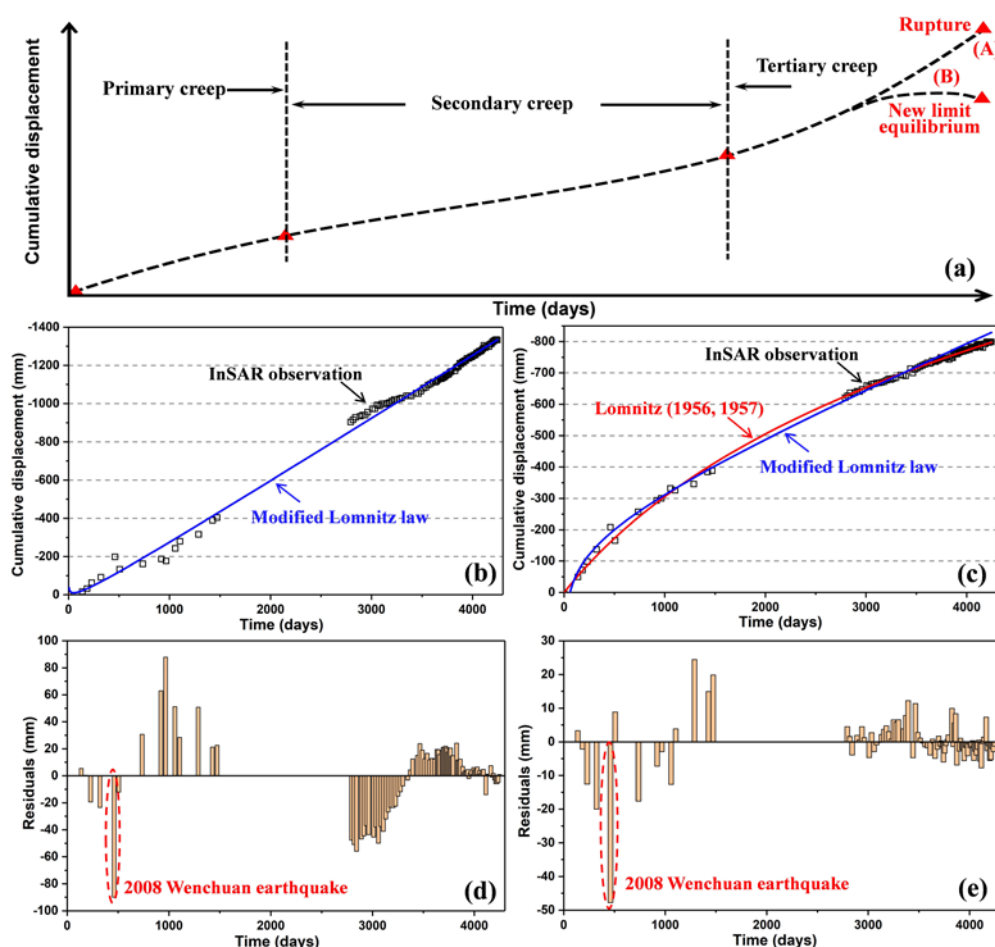 Rupture
(A)
(B)
New limit
equilibrium
Primary creep
Secondary creep
Tertiary creep
Cumulative displacement
Time (days)
(a)
Cumulative displacement (mm)
-1400
-1200
-1000
-800
-600
-400
-200
0
InSAR observation
Modified Lomnitz law
(b)
0 1000 2000 3000 4000
Time (days)
Cumulative displacement (mm)
-800
-700
-600
-500
-400
-300
-200
-100
0
InSAR observation
Lomnitz (1956, 1957)
Modified Lomnitz law
(c)
0 1000 2000 3000 4000
Time (days)
Residuals (mm)
100
80
60
40
20
0
-20
-40
-60
-80
-100
2008 Wenchuan earthquake
(d)
0 1000 2000 3000 4000
Time (days)
Residuals (mm)
30
20
10
0
-10
-20
-30
-40
-50
2008 Wenchuan earthquake
(e)
0 1000 2000 3000 4000
Time (days)